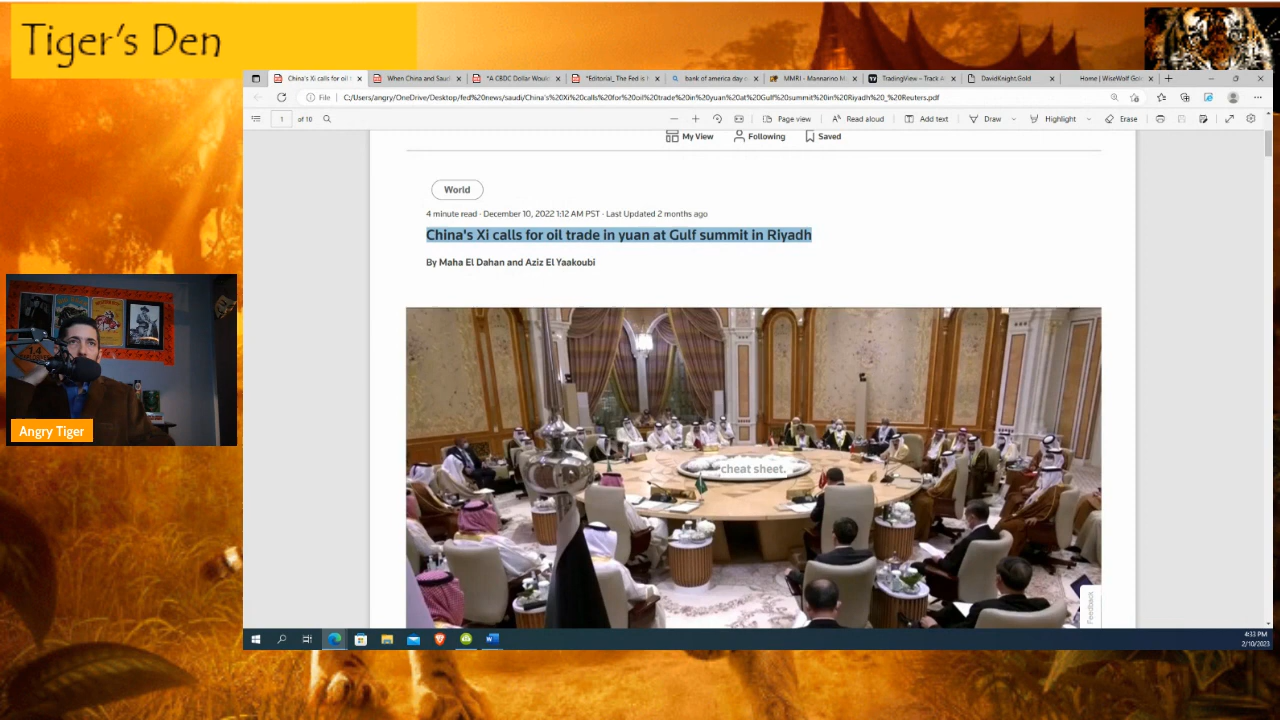 Tiger's Den
China's Xi calls for oil t
When China and Saud
"A CBDC Dollar Would
"Editorial_ The Fed is
bank of america day o
MMRI - Mannarino M
TradingView – Track A
DavidKnight.Gold
Home | WiseWolf Gol
File
C:/Users/angry/OneDrive/Desktop/fed%20news/saudi/China's%20Xi%20calls%20for%20oil%20trade%20in%20yuan%20at%20Gulf%20summit%20in%20Riyadh%20_%20Reuters.pdf
1 of 10
Page view
Read aloud
Add text
Draw
Highlight
Erase
My View
Following
Saved
World
4 minute read · December 10, 2022 1:12 AM PST · Last Updated 2 months ago
China's Xi calls for oil trade in yuan at Gulf summit in Riyadh
By Maha El Dahan and Aziz El Yaakoubi
cheat sheet.
Feedback
Angry Tiger
4:33 PM
2/10/2023